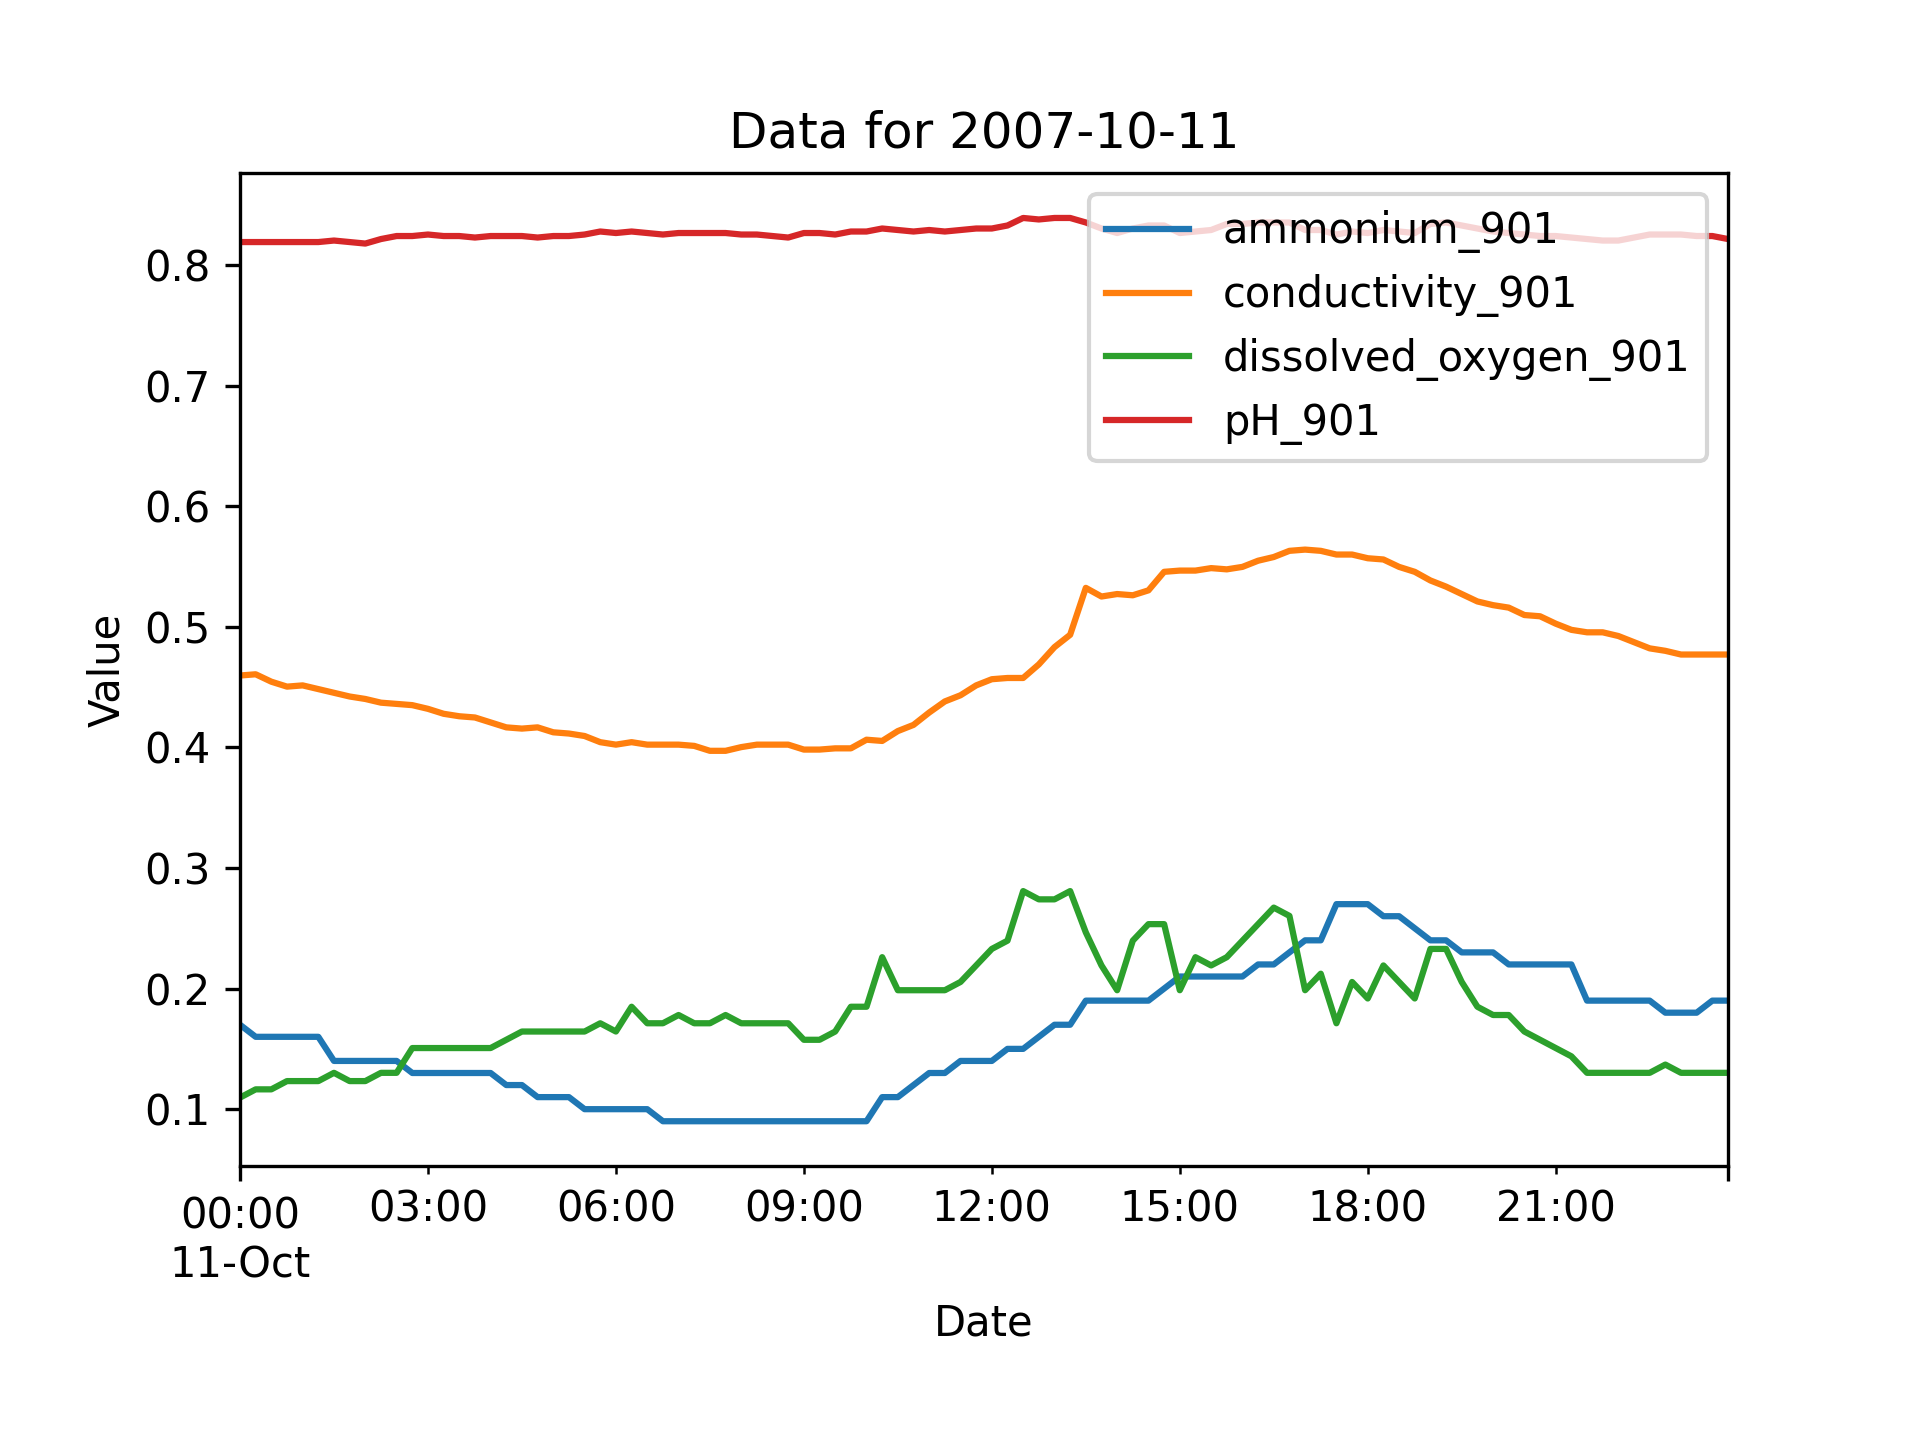 Data for 2007-10-11
ammonium_901
conductivity_901
dissolved_oxygen_901
pH_901
0.8
0.7
0.6
0.5
0.4
0.3
0.2
0.1
Value
00:00 03:00 06:00 09:00 12:00 15:00 18:00 21:00
11-Oct
Date